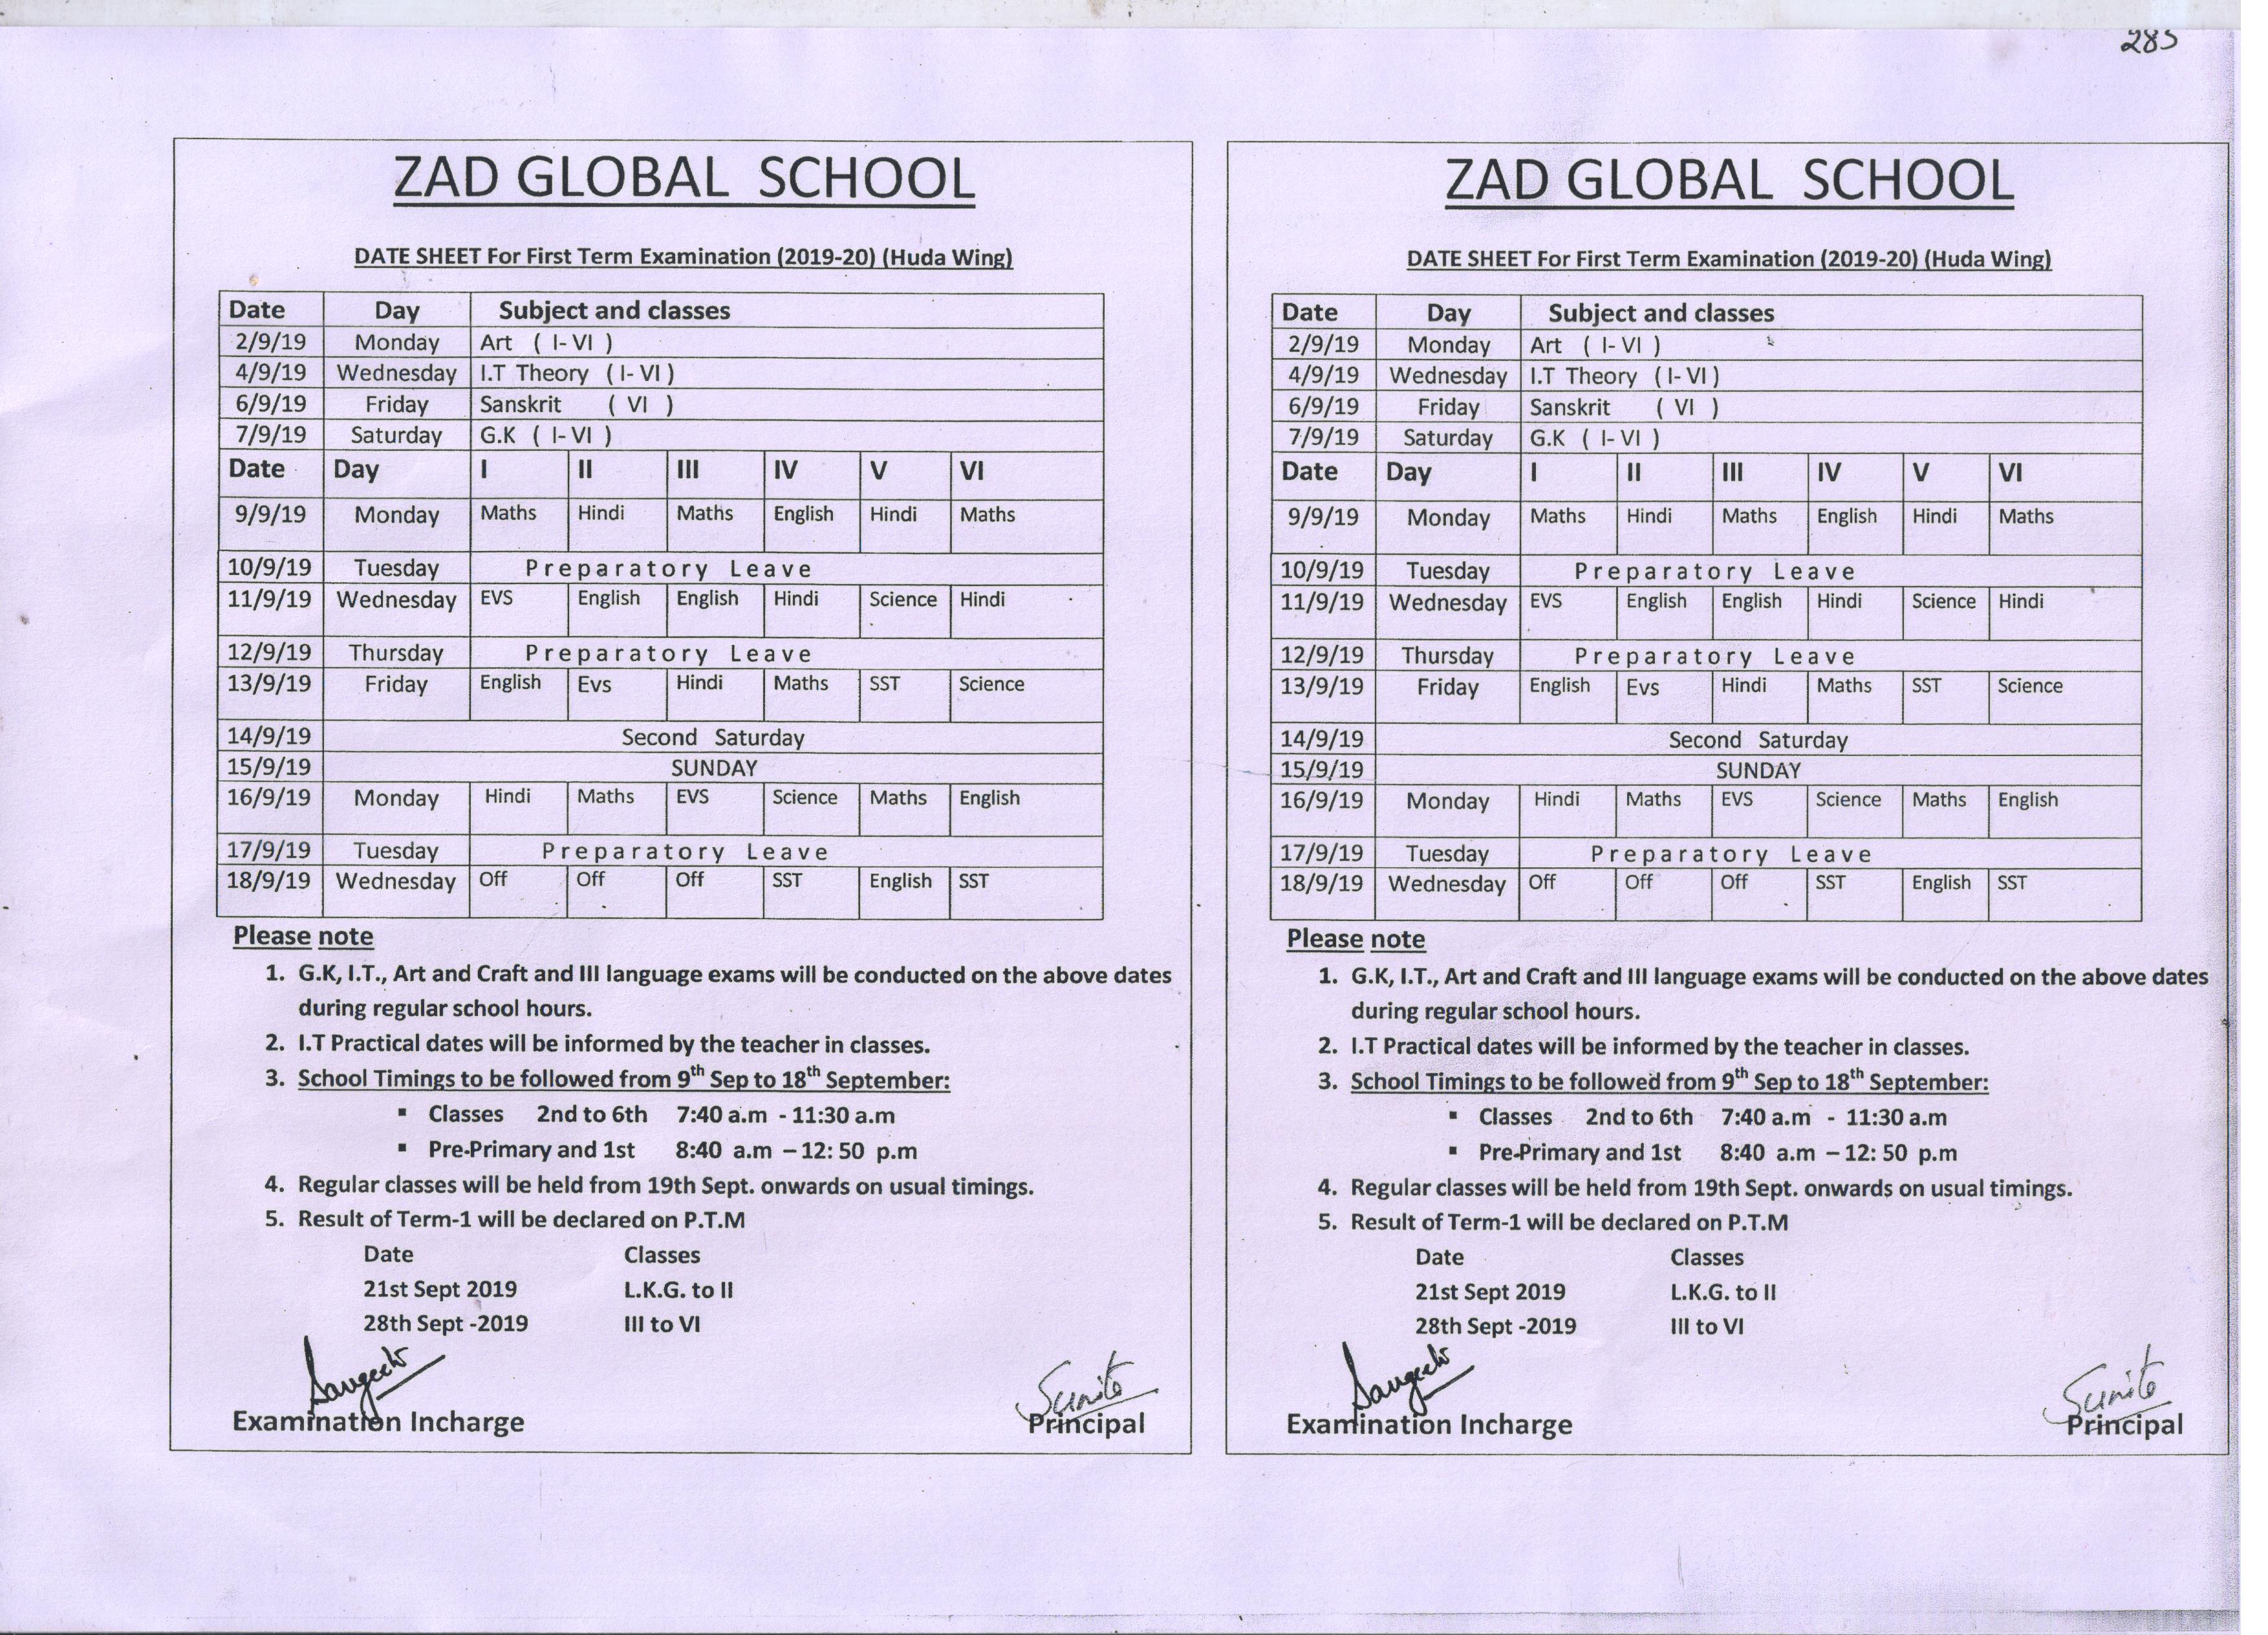 285
ZAD GLOBAL SCHOOL
DATE SHEET For First Term Examination (2019-20) (Huda Wing)
Date Day Subject and classes
2/9/19 Monday Art ( I- VI )
4/9/19 Wednesday I.T Theory ( I- VI )
6/9/19 Friday Sanskrit ( VI )
7/9/19 Saturday G.K ( I- VI )
Date Day I II III IV V VI
9/9/19 Monday Maths Hindi Maths English Hindi Maths
10/9/19 Tuesday Preparatory Leave
11/9/19 Wednesday EVS English English Hindi Science Hindi
12/9/19 Thursday Preparatory Leave
13/9/19 Friday English Evs Hindi Maths SST Science
14/9/19 Second Saturday
15/9/19 SUNDAY
16/9/19 Monday Hindi Maths EVS Science Maths English
17/9/19 Tuesday Preparatory Leave
18/9/19 Wednesday Off Off Off SST English SST
Please note
1. G.K, I.T., Art and Craft and III language exams will be conducted on the above dates
during regular school hours.
2. I.T Practical dates will be informed by the teacher in classes.
3. School Timings to be followed from 9th Sep to 18th September:
▪ Classes 2nd to 6th 7:40 a.m - 11:30 a.m
▪ Pre-Primary and 1st 8:40 a.m – 12: 50 p.m
4. Regular classes will be held from 19th Sept. onwards on usual timings.
5. Result of Term-1 will be declared on P.T.M
Date Classes
21st Sept 2019 L.K.G. to II
28th Sept -2019 III to VI
Sunita
Examination Incharge Principal
ZAD GLOBAL SCHOOL
DATE SHEET For First Term Examination (2019-20) (Huda Wing)
Date Day Subject and classes
2/9/19 Monday Art ( I- VI )
4/9/19 Wednesday I.T Theory ( I- VI )
6/9/19 Friday Sanskrit ( VI )
7/9/19 Saturday G.K ( I- VI )
Date Day I II III IV V VI
9/9/19 Monday Maths Hindi Maths English Hindi Maths
10/9/19 Tuesday Preparatory Leave
11/9/19 Wednesday EVS English English Hindi Science Hindi
12/9/19 Thursday Preparatory Leave
13/9/19 Friday English Evs Hindi Maths SST Science
14/9/19 Second Saturday
15/9/19 SUNDAY
16/9/19 Monday Hindi Maths EVS Science Maths English
17/9/19 Tuesday Preparatory Leave
18/9/19 Wednesday Off Off Off SST English SST
Please note
1. G.K, I.T., Art and Craft and III language exams will be conducted on the above dates
during regular school hours.
2. I.T Practical dates will be informed by the teacher in classes.
3. School Timings to be followed from 9th Sep to 18th September:
▪ Classes 2nd to 6th 7:40 a.m - 11:30 a.m
▪ Pre-Primary and 1st 8:40 a.m – 12: 50 p.m
4. Regular classes will be held from 19th Sept. onwards on usual timings.
5. Result of Term-1 will be declared on P.T.M
Date Classes
21st Sept 2019 L.K.G. to II
28th Sept -2019 III to VI
Sunita
Examination Incharge Principal